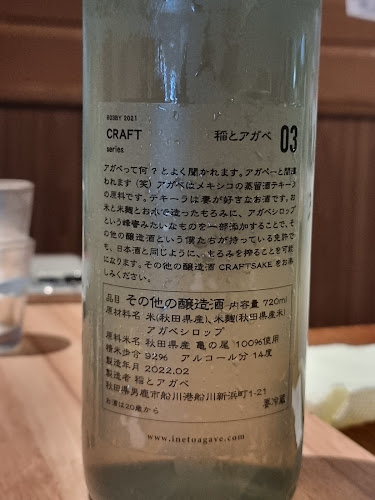 HOBBY 2021
CRAFT
series
稲とアガベ 03
アガベって何？とよく聞かれます。アガベーと間違
われます（笑）アガベはメキシコの蒸留酒テキーラ
の原料です。テキーラは妻が好きなお酒です。お
米と米麹とお水で造ったもろみに、アガベシロップ
という蜂蜜みたいなものを一部添加することで、そ
の他の醸造酒という僕たちが持っている免許で
も、日本酒と同じように、もろみを搾ることを可能
になります。その他の醸造酒 CRAFTSAKE をお楽
しみください。
品目 その他の醸造酒 内容量 720ml
原材料名 米(秋田県産)、米麹(秋田県産米)、
アガベシロップ
原料米名 秋田県産 亀の尾 100%使用
精米歩合 92% アルコール分 14度
製造年月 2022.02
製造者 稲とアガベ
秋田県男鹿市船川港船川新浜町1-21
お酒は20歳から 要冷蔵
www.inetoagave.com